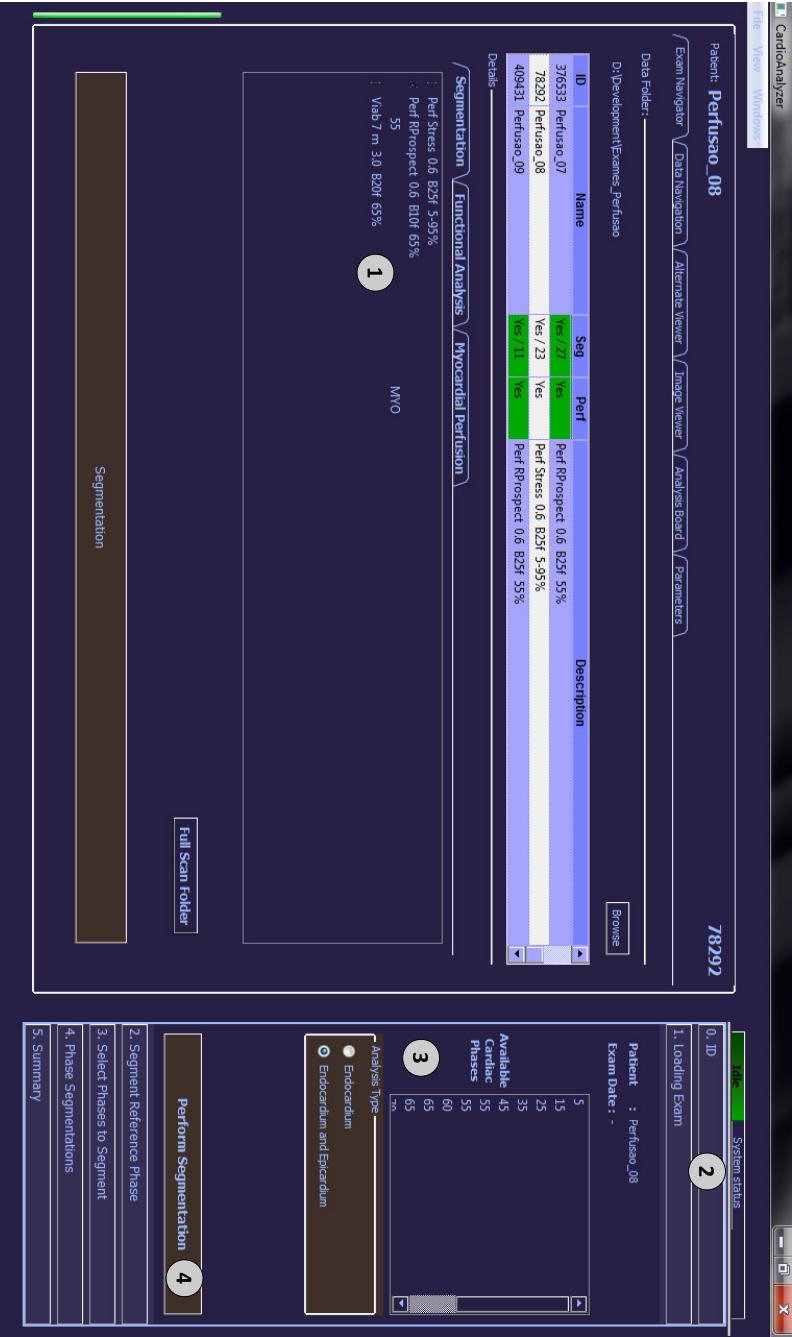 CardioAnalyzer
File View Windows
Patient: Perfusao_08 78292
Exam Navigator Data Navigation Alternate Viewer Image Viewer Analysis Board Parameters
Data Folder:
D:\Development\Exames_Perfusao
Browse
ID Name Seg Perf Description
376533 Perfusao_07 Yes / 27 Yes Perf RProspect 0.6 B25f 55%
78292 Perfusao_08 Yes / 23 Yes Perf Stress 0.6 B25f 5-95%
409431 Perfusao_09 Yes / 11 Yes Perf RProspect 0.6 B25f 55%
Details
Segmentation Functional Analysis Myocardial Perfusion
Perf Stress 0.6 B25f 5-95%
Perf RProspect 0.6 B10f 65%
55 MYO
Viab 7 m 3.0 B20f 65%
1
Full Scan Folder
Segmentation
Idle System status
0. ID
2
1. Loading Exam
Patient : Perfusao_08
Exam Date : -
Available
Cardiac
Phases
5
15
25
35
45
55
55
60
65
65
70
3
Analysis Type
Endocardium
Endocardium and Epicardium
Perform Segmentation
4
2. Segment Reference Phase
3. Select Phases to Segment
4. Phase Segmentations
5. Summary